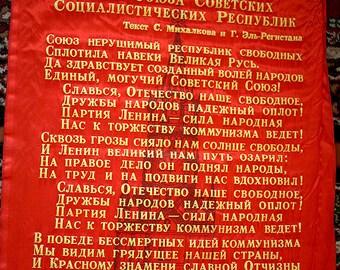 Союза Советских
Социалистических Республик
Текст С. Михалкова и Г. Эль-Регистана
Союз нерушимый республик свободных
Сплотила навеки Великая Русь.
Да здравствует созданный волей народов
Единый, могучий Советский Союз!
Славься, Отечество наше свободное,
Дружбы народов надежный оплот!
Партия Ленина — сила народная
Нас к торжеству коммунизма ведет!
Сквозь грозы сияло нам солнце свободы,
И Ленин великий нам путь озарил:
На правое дело он поднял народы,
На труд и на подвиги нас вдохновил!
Славься, Отечество наше свободное,
Дружбы народов надежный оплот!
Партия Ленина — сила народная
Нас к торжеству коммунизма ведет!
В победе бессмертных идей коммунизма
Мы видим грядущее нашей страны,
И Красному знамени славной Отчизны